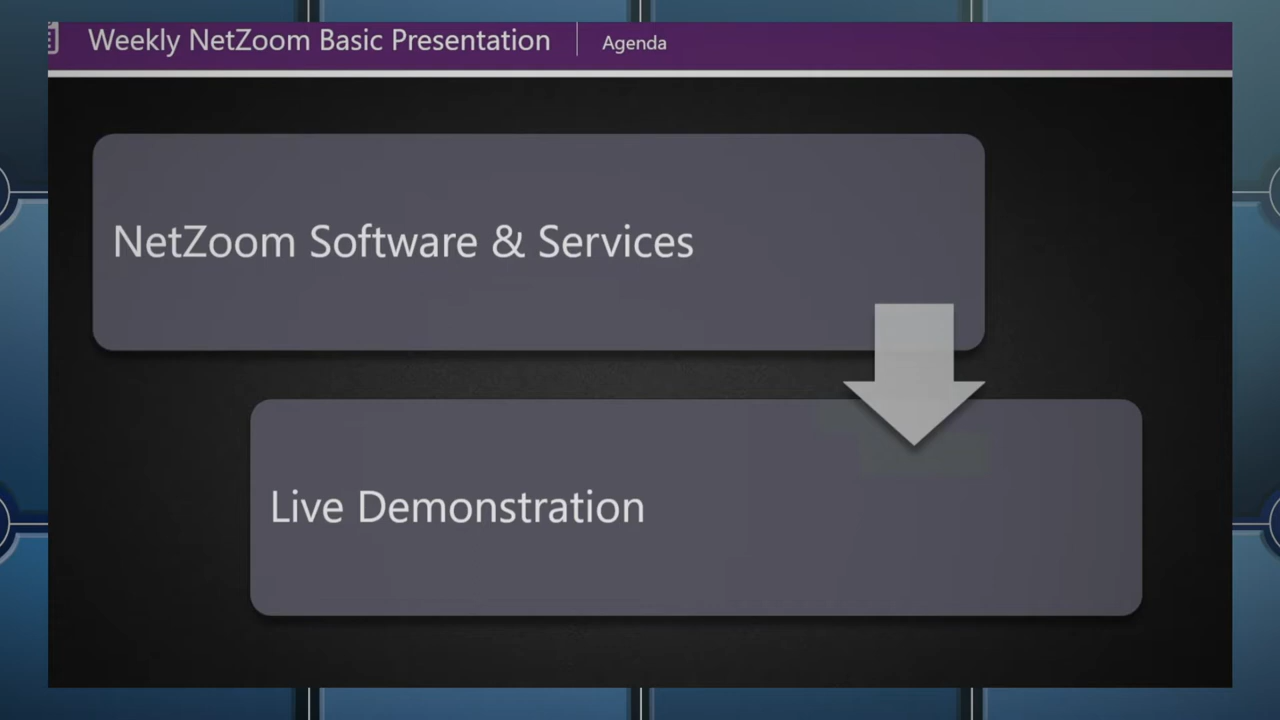 Weekly NetZoom Basic Presentation
Agenda
NetZoom Software & Services
Live Demonstration